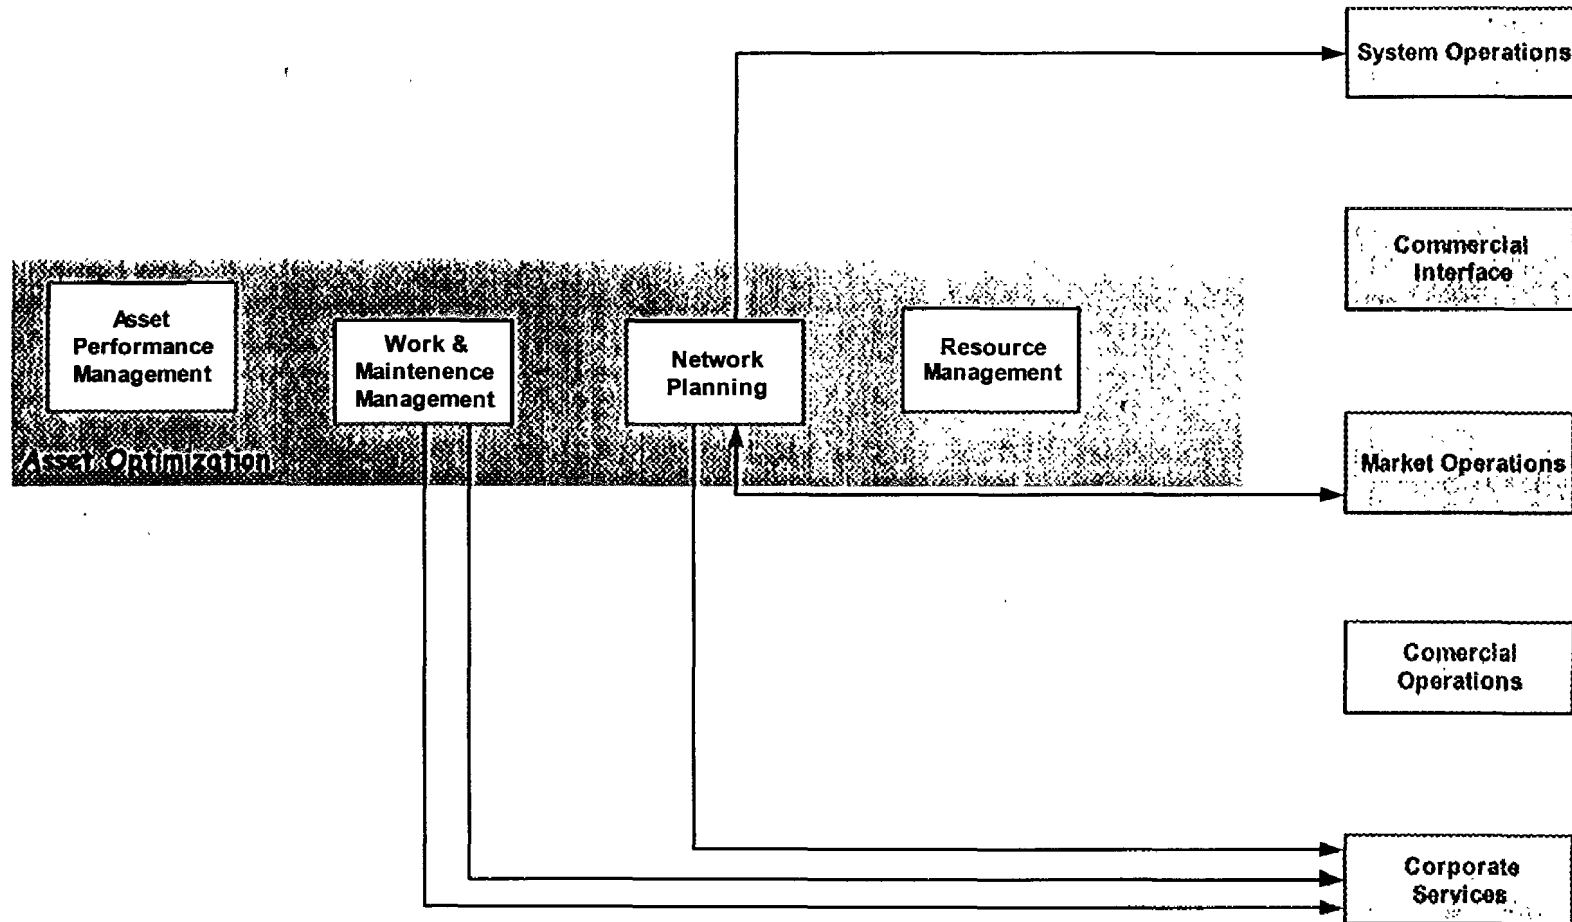 System Operations
Commercial
Interface
Asset
Performance
Management
Work &
Maintenence
Management
Network
Planning
Resource
Management
Asset Optimization
Market Operations
Comercial
Operations
Corporate
Services